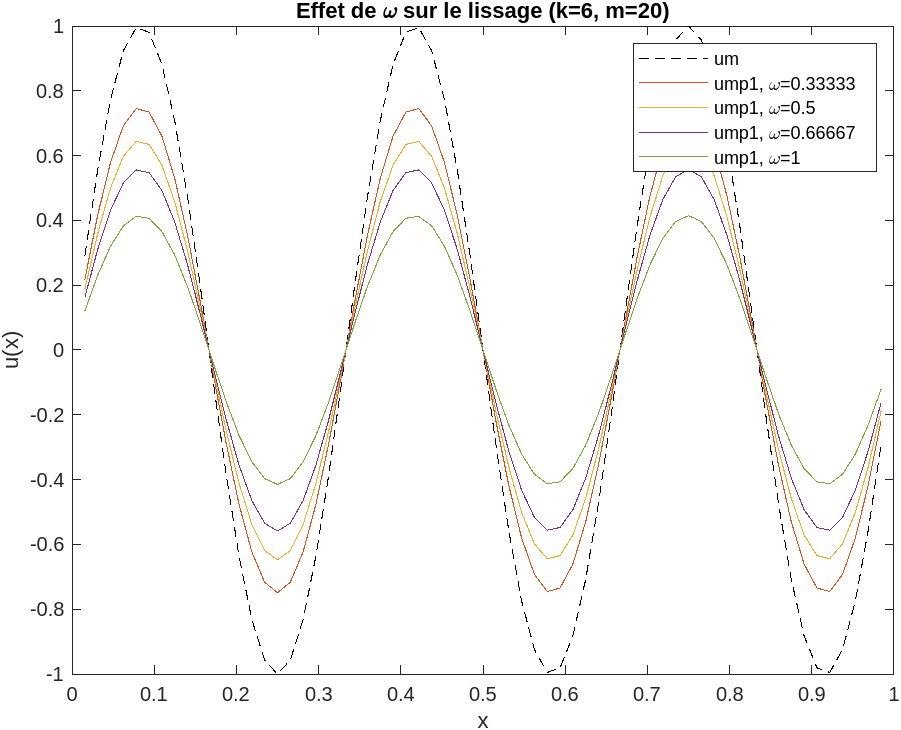 Effet de ω sur le lissage (k=6, m=20)
1
0.8
0.6
0.4
0.2
0
-0.2
-0.4
-0.6
-0.8
-1
u(x)
um
ump1, ω=0.33333
ump1, ω=0.5
ump1, ω=0.66667
ump1, ω=1
0 0.1 0.2 0.3 0.4 0.5 0.6 0.7 0.8 0.9 1
x